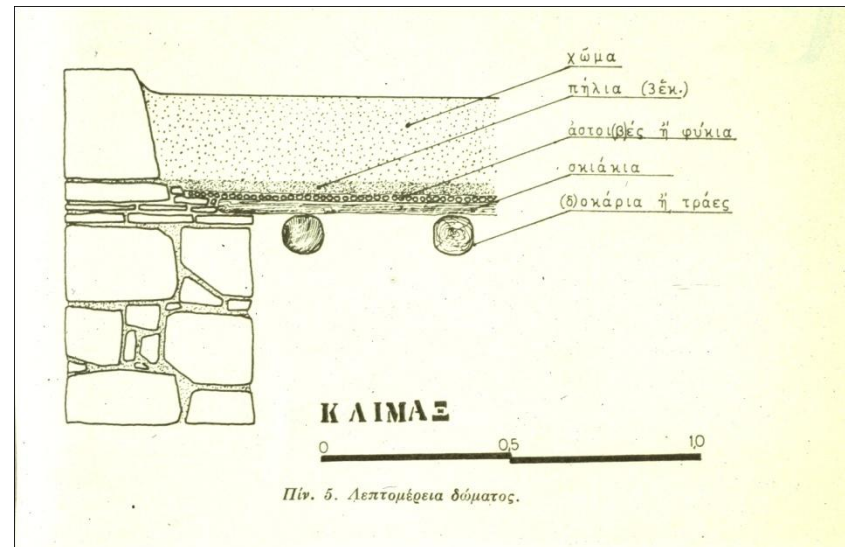 χῶμα
πήλια (3ἑκ.)
ἀστοι(β)ές ἤ φύκια
σκιάκια
(δ)οκάρια ἤ τράες
ΚΛΙΜΑΞ
0 0,5 1,0
Πίν. 5. Λεπτομέρεια δώματος.